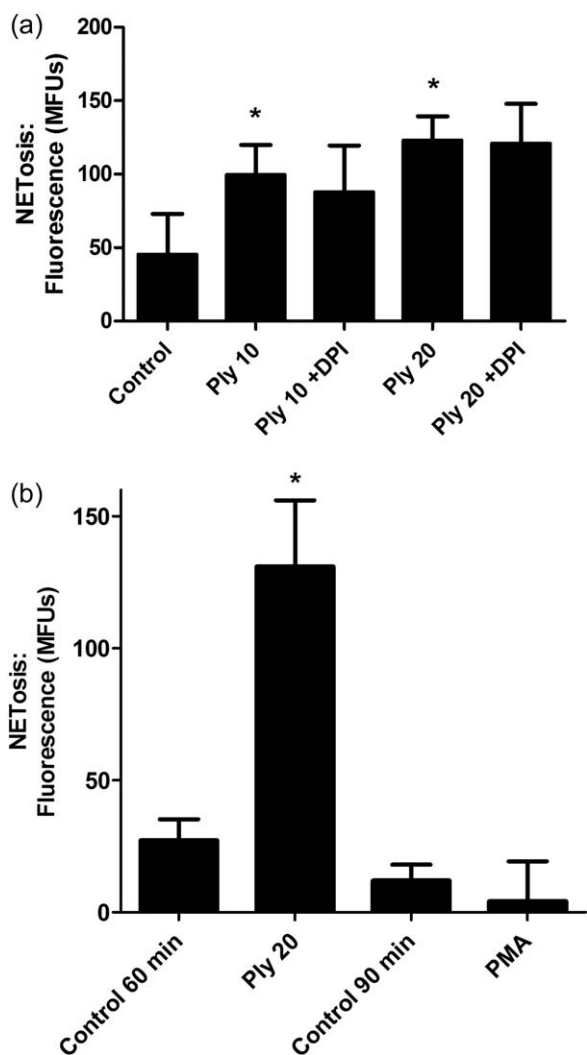 (a)
NETosis:
Fluorescence (MFUs)
200
150
100
50
0
*
*
Control
Ply 10
Ply 10 +DPI
Ply 20
Ply 20 +DPI
(b)
NETosis:
Fluorescence (MFUs)
150
100
50
0
*
Control 60 min
Ply 20
Control 90 min
PMA